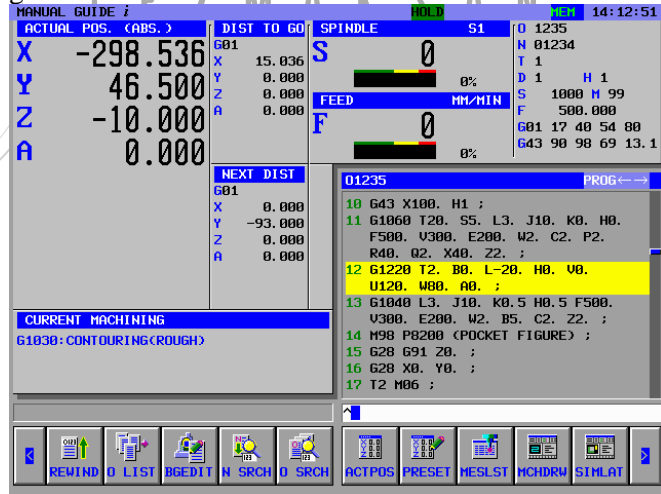 MANUAL GUIDE i HOLD MEM 14:12:51
ACTUAL POS. (ABS.)
X -298.536
Y 46.500
Z -10.000
A 0.000
DIST TO GO
G01
X 15.036
Y 0.000
Z 0.000
A 0.000
SPINDLE S1
S 0
0%
FEED MM/MIN
F 0
0%
O 1235
N 01234
T 1
D 1 H 1
S 1000 M 99
F 500.000
G01 17 40 54 80
G43 90 98 69 13.1
NEXT DIST
G01
X 0.000
Y -93.000
Z 0.000
A 0.000
O1235 PROG←→
10 G43 X100. H1 ;
11 G1060 T20. S5. L3. J10. K0. H0.
F500. V300. E200. W2. C2. P2.
R40. Q2. X40. Z2. ;
12 G1220 T2. B0. L-20. H0. V0.
U120. W80. A0. ;
13 G1040 L3. J10. K0.5 H0.5 F500.
V300. E200. W2. B5. C2. Z2. ;
14 M98 P8200 (POCKET FIGURE) ;
15 G28 G91 Z0. ;
16 G28 X0. Y0. ;
17 T2 M06 ;
CURRENT MACHINING
G1030:CONTOURING(ROUGH)
^
REWIND O LIST BGEDIT N SRCH O SRCH ACTPOS PRESET MESLST MCHDRW SIMLAT